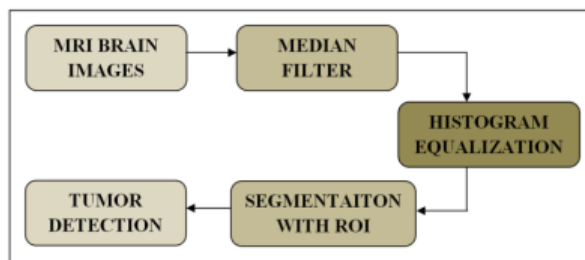 MRI BRAIN
IMAGES
MEDIAN
FILTER
HISTOGRAM
EQUALIZATION
SEGMENTAITON
WITH ROI
TUMOR
DETECTION